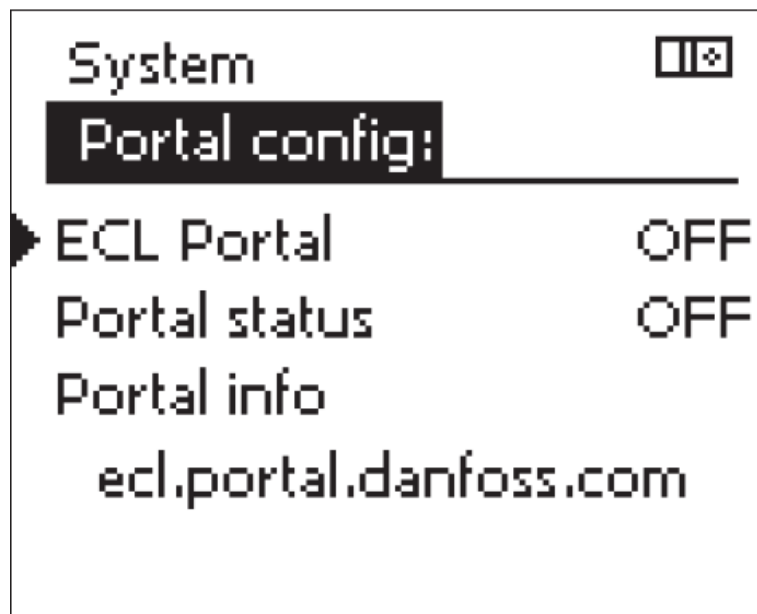 System
Portal config:
ECL Portal OFF
Portal status OFF
Portal info
ecl.portal.danfoss.com